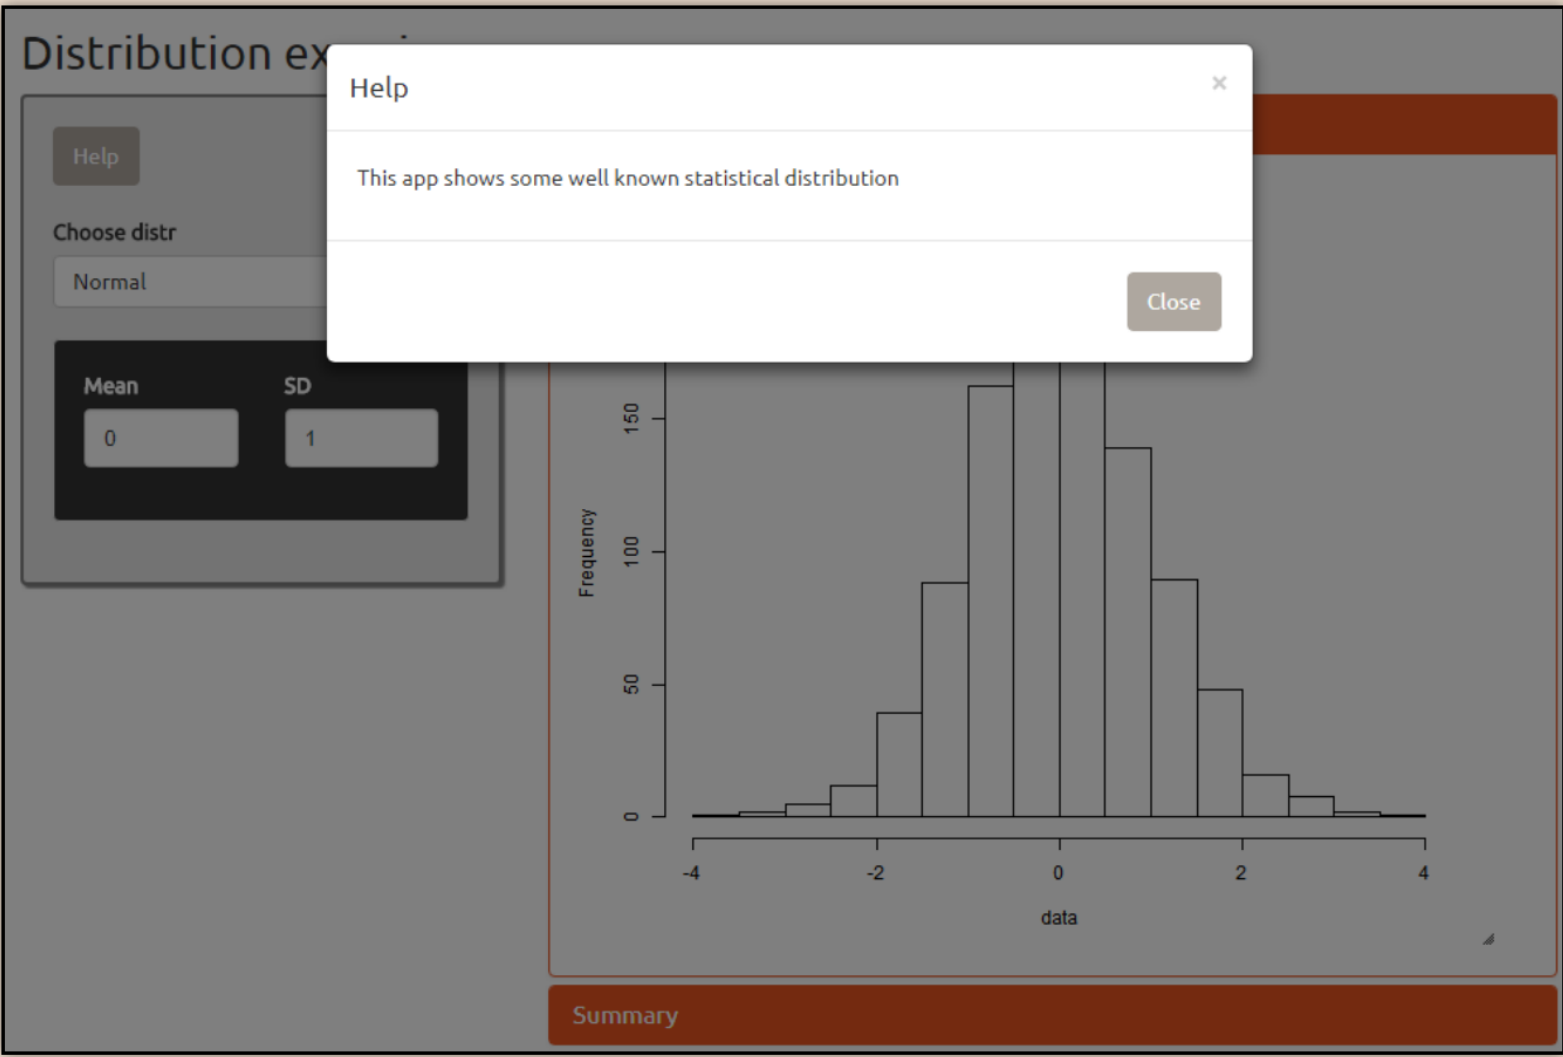 Distribution
Help
×
Help
This app shows some well known statistical distribution
Choose distr
Normal
Close
Mean
SD
0
1
150
100
50
0
Frequency
-4 -2 0 2 4
data
Summary